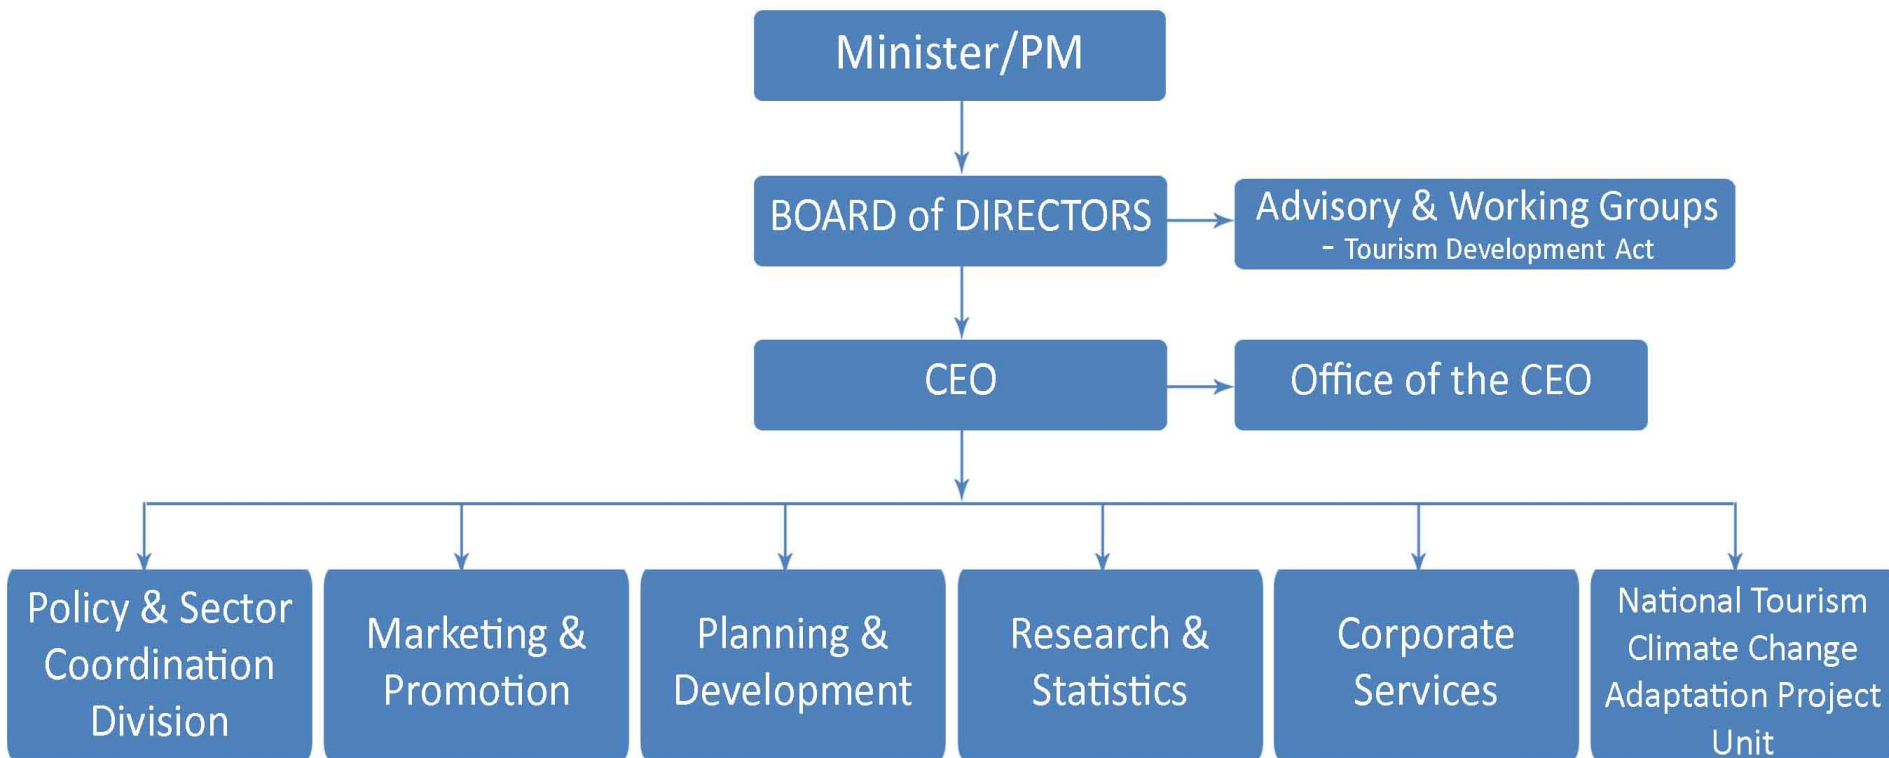 Minister/PM
BOARD of DIRECTORS
Advisory & Working Groups
- Tourism Development Act
CEO
Office of the CEO
Policy & Sector
Coordination
Division
Marketing &
Promotion
Planning &
Development
Research &
Statistics
Corporate
Services
National Tourism
Climate Change
Adaptation Project
Unit